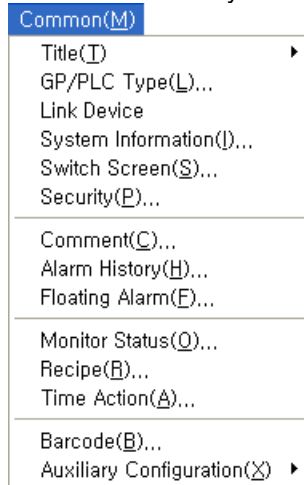 Common(M)
Title(T)
GP/PLC Type(L)...
Link Device
System Information(I)...
Switch Screen(S)...
Security(P)...
Comment(C)...
Alarm History(H)...
Floating Alarm(F)...
Monitor Status(O)...
Recipe(R)...
Time Action(A)...
Barcode(B)...
Auxiliary Configuration(X)